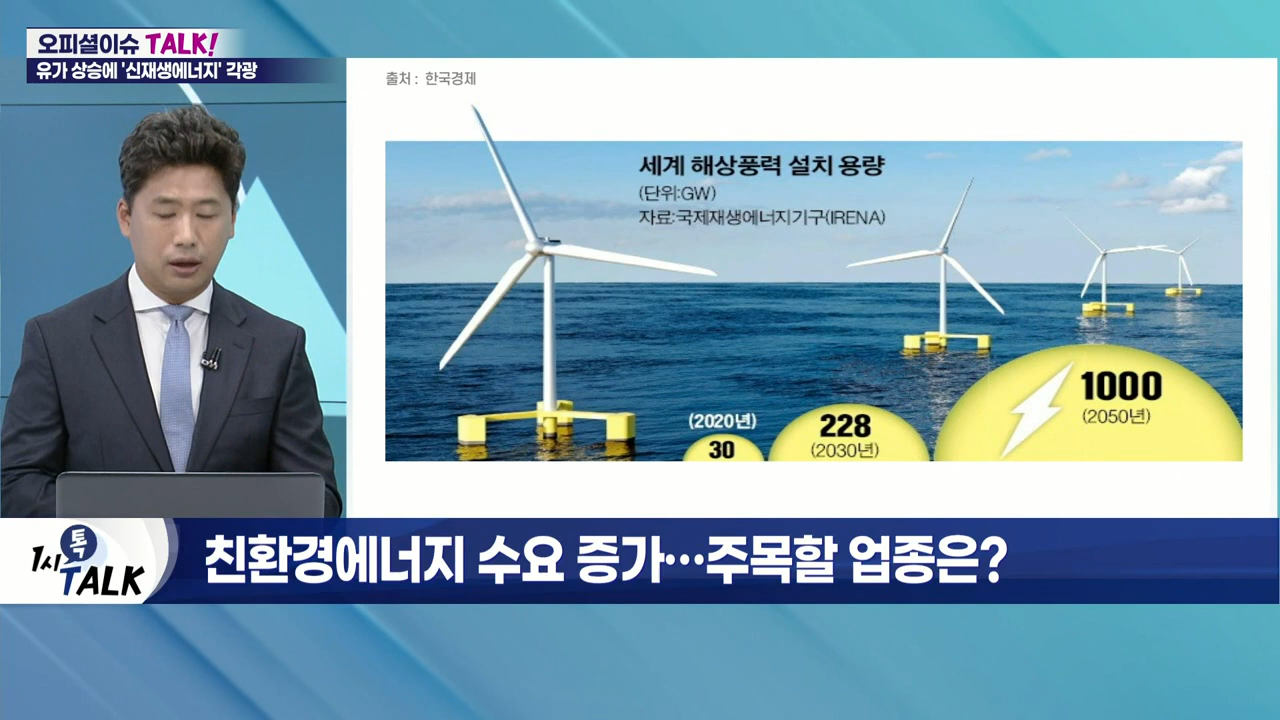 오피셜이슈 TALK!
유가 상승에 '신재생에너지' 각광
출처 : 한국경제
세계 해상풍력 설치 용량
(단위:GW)
자료:국제재생에너지기구(IRENA)
(2020년)
30
228
(2030년)
1000
(2050년)
1시톡
TALK
친환경에너지 수요 증가…주목할 업종은?